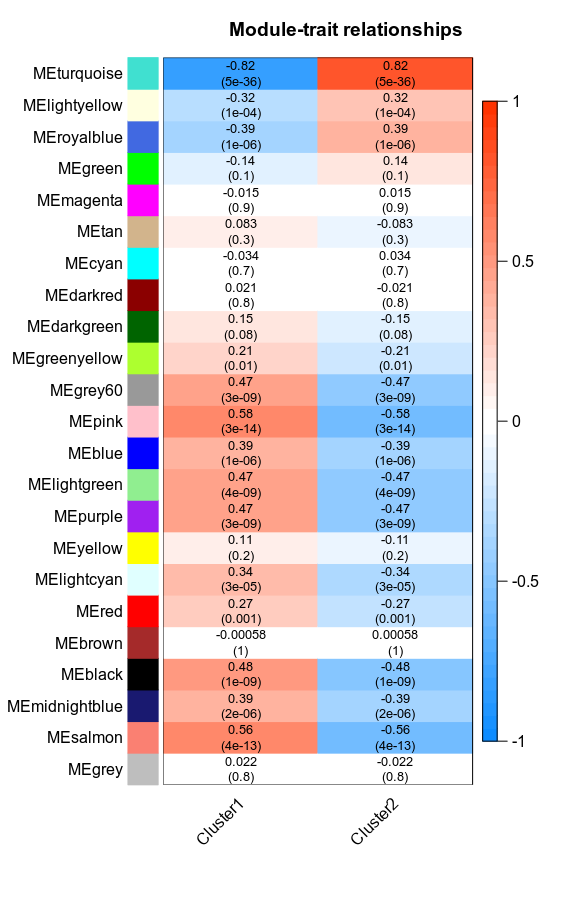 Module-trait relationships
MEturquoise
-0.82
(5e-36)
0.82
(5e-36)
MElightyellow
-0.32
(1e-04)
0.32
(1e-04)
MEroyalblue
-0.39
(1e-06)
0.39
(1e-06)
MEgreen
-0.14
(0.1)
0.14
(0.1)
MEmagenta
-0.015
(0.9)
0.015
(0.9)
MEtan
0.083
(0.3)
-0.083
(0.3)
MEcyan
-0.034
(0.7)
0.034
(0.7)
MEdarkred
0.021
(0.8)
-0.021
(0.8)
MEdarkgreen
0.15
(0.08)
-0.15
(0.08)
MEgreenyellow
0.21
(0.01)
-0.21
(0.01)
MEgrey60
0.47
(3e-09)
-0.47
(3e-09)
MEpink
0.58
(3e-14)
-0.58
(3e-14)
MEblue
0.39
(1e-06)
-0.39
(1e-06)
MElightgreen
0.47
(4e-09)
-0.47
(4e-09)
MEpurple
0.47
(3e-09)
-0.47
(3e-09)
MEyellow
0.11
(0.2)
-0.11
(0.2)
MElightcyan
0.34
(3e-05)
-0.34
(3e-05)
MEred
0.27
(0.001)
-0.27
(0.001)
MEbrown
-0.00058
(1)
0.00058
(1)
MEblack
0.48
(1e-09)
-0.48
(1e-09)
MEmidnightblue
0.39
(2e-06)
-0.39
(2e-06)
MEsalmon
0.56
(4e-13)
-0.56
(4e-13)
MEgrey
0.022
(0.8)
-0.022
(0.8)
Cluster1
Cluster2
1
0.5
0
-0.5
-1